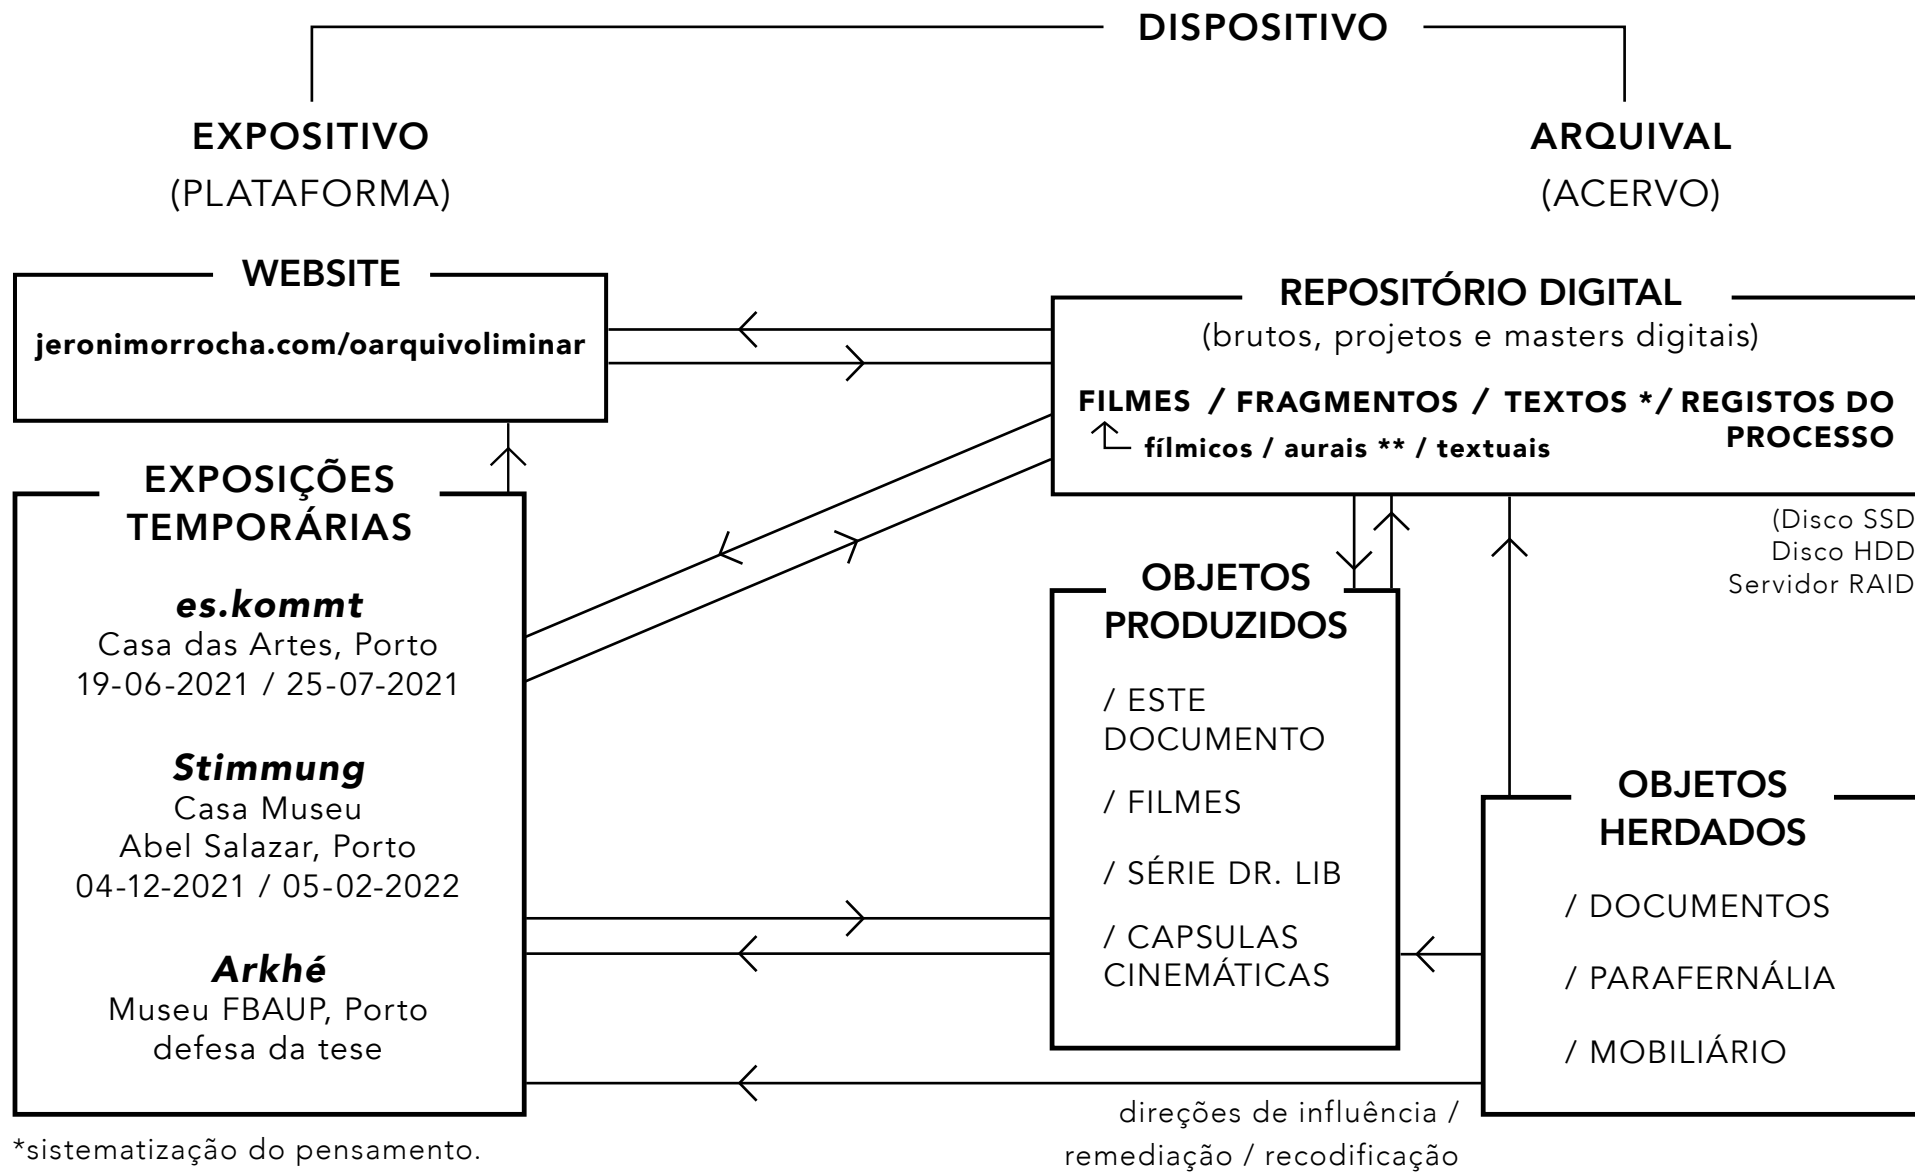 DISPOSITIVO
EXPOSITIVO
(PLATAFORMA)
ARQUIVAL
(ACERVO)
WEBSITE
jeronimorrocha.com/oarquivoliminar
EXPOSIÇÕES
TEMPORÁRIAS
es.kommt
Casa das Artes, Porto
19-06-2021 / 25-07-2021
Stimmung
Casa Museu
Abel Salazar, Porto
04-12-2021 / 05-02-2022
Arkhé
Museu FBAUP, Porto
defesa da tese
REPOSITÓRIO DIGITAL
(brutos, projetos e masters digitais)
FILMES / FRAGMENTOS / TEXTOS */ REGISTOS DO
PROCESSO
fílmicos / aurais ** / textuais
(Disco SSD
Disco HDD
Servidor RAID
OBJETOS
PRODUZIDOS
/ ESTE
DOCUMENTO
/ FILMES
/ SÉRIE DR. LIB
/ CAPSULAS
CINEMÁTICAS
OBJETOS
HERDADOS
/ DOCUMENTOS
/ PARAFERNÁLIA
/ MOBILIÁRIO
direções de influência /
remediação / recodificação
*sistematização do pensamento.